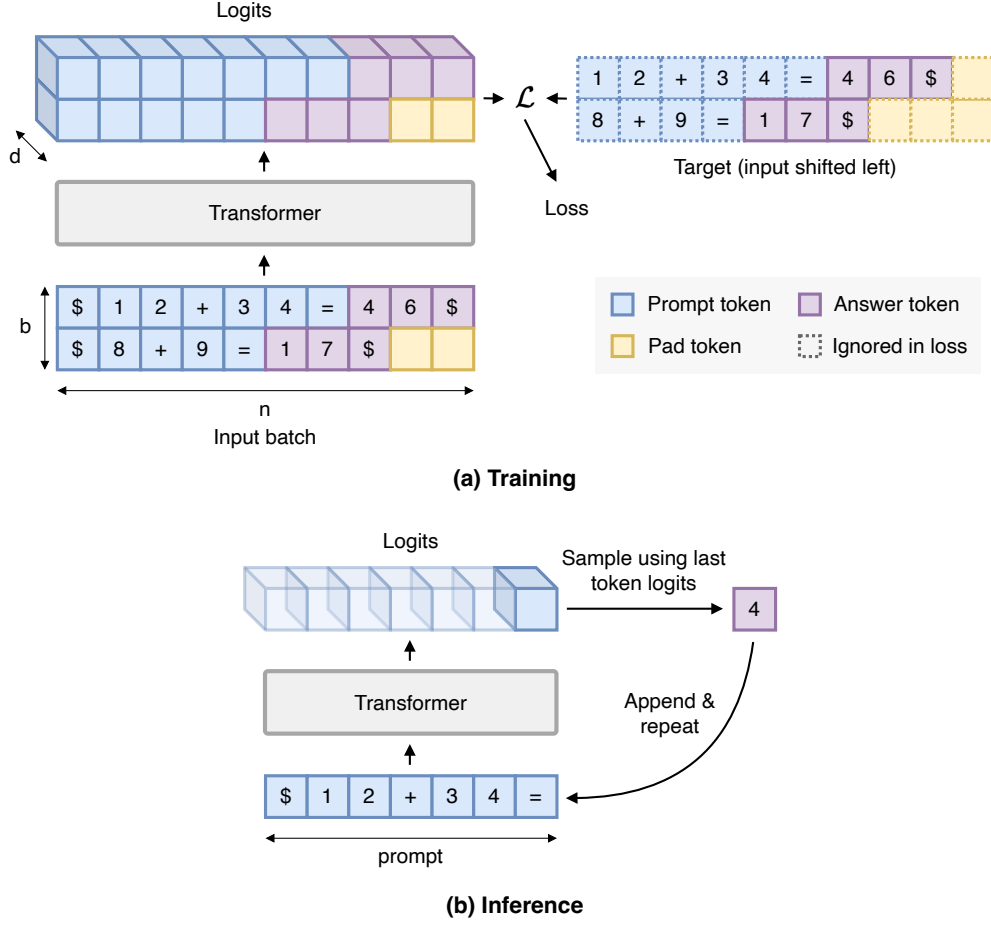 Logits
d
Transformer
b
$ 1 2 + 3 4 = 4 6 $
$ 8 + 9 = 1 7 $
n
Input batch
ℒ
Loss
1 2 + 3 4 = 4 6 $
8 + 9 = 1 7 $
Target (input shifted left)
Prompt token
Answer token
Pad token
Ignored in loss
(a) Training
Logits
Sample using last
token logits
4
Transformer
Append &
repeat
$ 1 2 + 3 4 =
prompt
(b) Inference